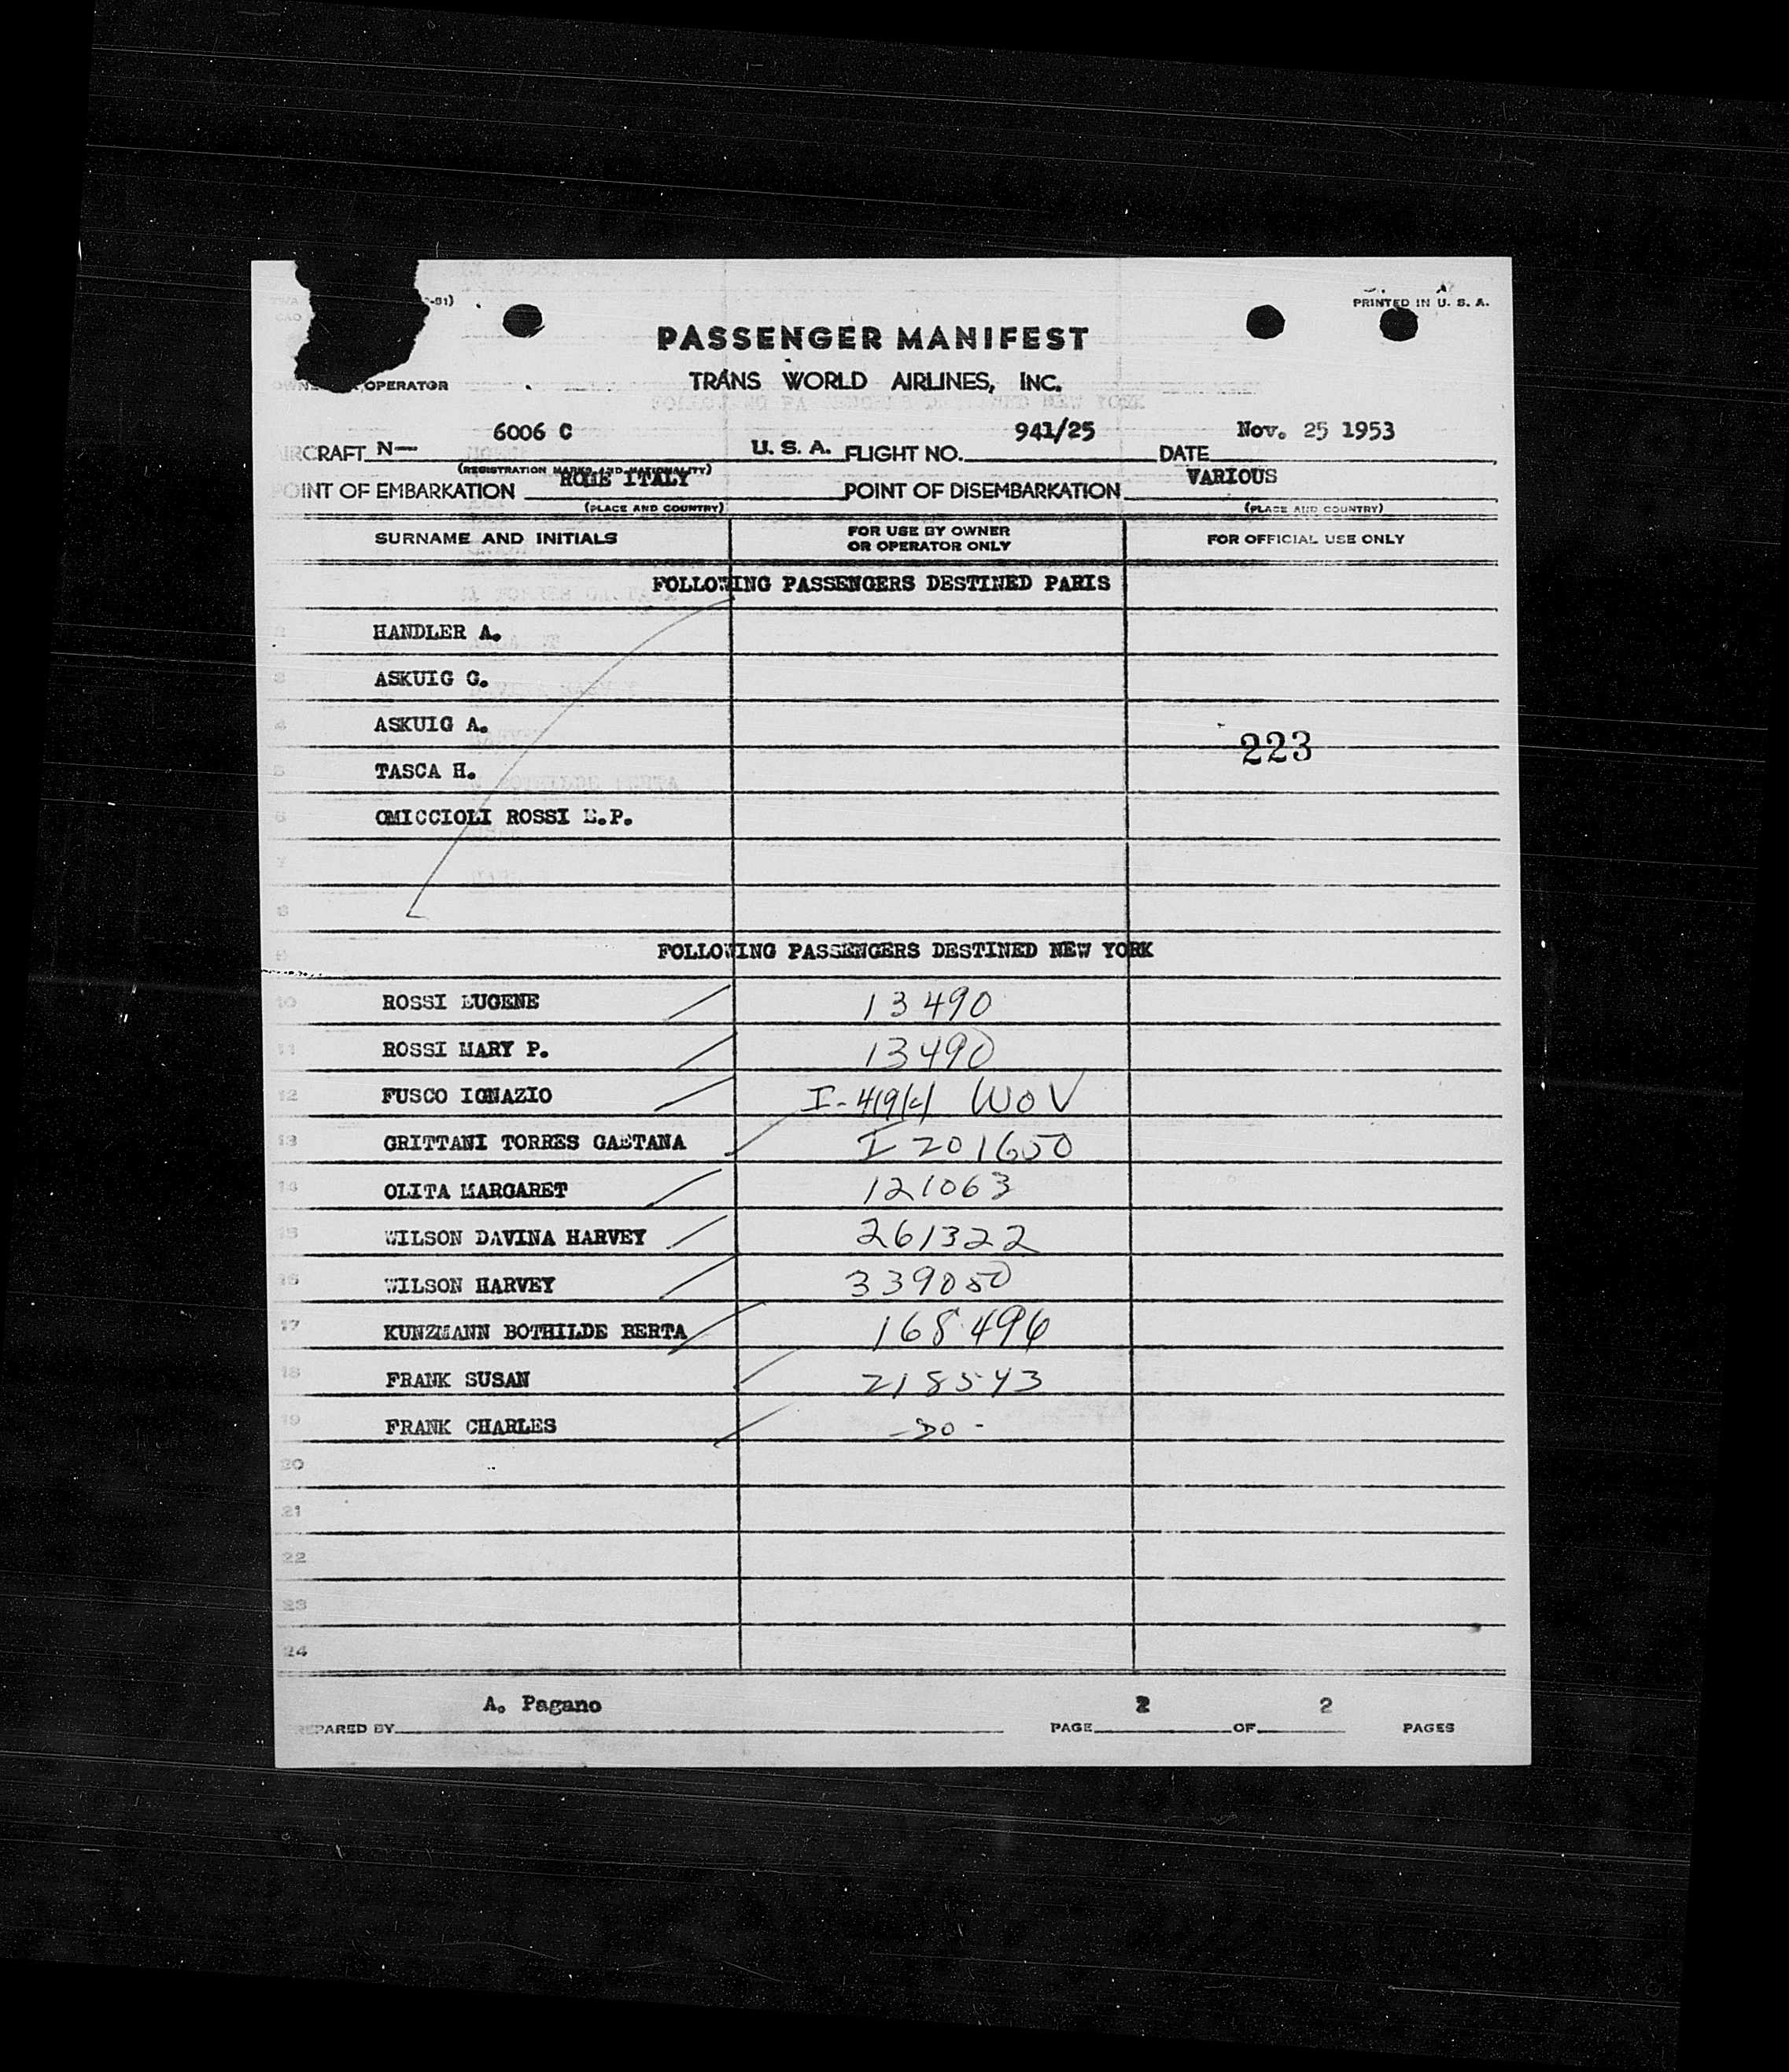 -51)
PRINTED IN U. S. A.
PASSENGER MANIFEST
TRANS WORLD AIRLINES, INC.
OPERATOR
AIRCRAFT N— 6006 C U. S. A. FLIGHT NO. 941/25 DATE Nov. 25 1953
(REGISTRATION MARKS AND NATIONALITY)
POINT OF EMBARKATION ROME ITALY POINT OF DISEMBARKATION VARIOUS
(PLACE AND COUNTRY) (PLACE AND COUNTRY)
SURNAME AND INITIALS FOR USE BY OWNER OR OPERATOR ONLY FOR OFFICIAL USE ONLY
FOLLOWING PASSENGERS DESTINED PARIS
2 HANDLER A.
3 ASKUIG G.
4 ASKUIG A.
223
5 TASCA H.
6 OMICCIOLI ROSSI E.P.
7
8
9 FOLLOWING PASSENGERS DESTINED NEW YORK
10 ROSSI EUGENE 13490
11 ROSSI MARY P. 13490
12 FUSCO IGNAZIO WOV
13 GRITTANI TORRES GAETANA I 201650
14 OLITA MARGARET 121063
15 WILSON DAVINA HARVEY 261322
16 WILSON HARVEY 339050
17 KUNZMANN BOTHILDE BERTA 168496
18 FRANK SUSAN 218543
19 FRANK CHARLES - DO -
20
21
22
23
24
PREPARED BY A. Pagano PAGE 2 OF 2 PAGES